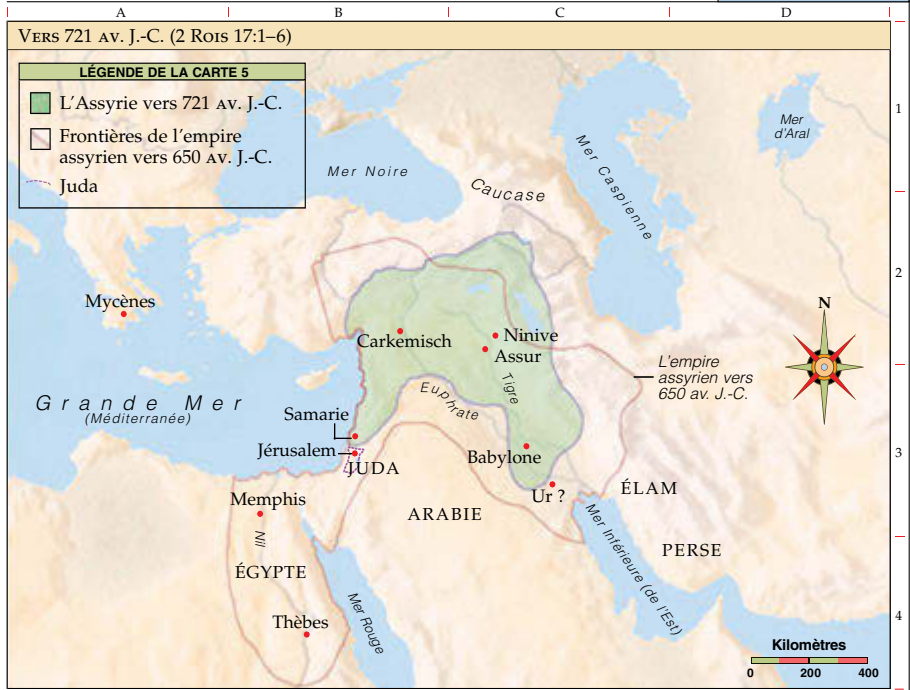 A B C D
VERS 721 AV. J.-C. (2 ROIS 17:1–6)
LÉGENDE DE LA CARTE 5
L'Assyrie vers 721 AV. J.-C.
Frontières de l'empire
assyrien vers 650 AV. J.-C.
Juda
1
Mer
d'Aral
Mer Noire
Caucase
Mer Caspienne
2
Mycènes
N
Carkemisch
Ninive
Assur
L'empire
assyrien vers
650 av. J.-C.
Tigre
Euphrate
Grande Mer
(Méditerranée)
Samarie
Jérusalem
JUDA
Babylone
3
Ur ?
ÉLAM
Memphis
ARABIE
Nil
Mer Inférieure (de l'Est)
PERSE
ÉGYPTE
Mer Rouge
Thèbes
4
Kilomètres
0 200 400